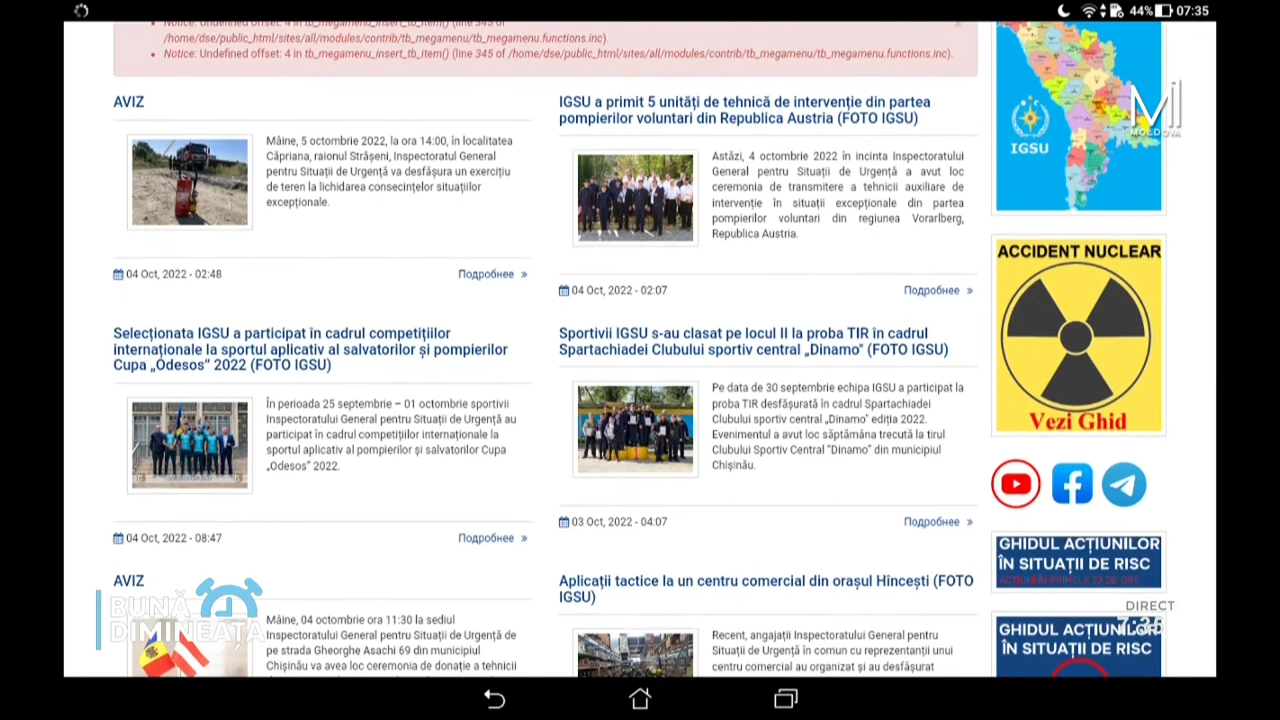 44% 07:35
Notice: Undefined offset: 4 in tb_megamenu_insert_tb_item() (line 345 of
/home/dse/public_html/sites/all/modules/contrib/tb_megamenu/tb_megamenu.functions.inc).
Notice: Undefined offset: 4 in tb_megamenu_insert_tb_item() (line 345 of /home/dse/public_html/sites/all/modules/contrib/tb_megamenu/tb_megamenu.functions.inc).
AVIZ
Mâine, 5 octombrie 2022, la ora 14:00, în localitatea
Căpriana, raionul Strășeni, Inspectoratul General
pentru Situații de Urgență va desfășura un exercițiu
de teren la lichidarea consecințelor situațiilor
excepționale.
04 Oct, 2022 - 02:48
Подробнее »
IGSU a primit 5 unități de tehnică de intervenție din partea
pompierilor voluntari din Republica Austria (FOTO IGSU)
Astăzi, 4 octombrie 2022 în incinta Inspectoratului
General pentru Situații de Urgență a avut loc
ceremonia de transmitere a tehnicii auxiliare de
intervenție în situații excepționale din partea
pompierilor voluntari din regiunea Vorarlberg,
Republica Austria.
04 Oct, 2022 - 02:07
Подробнее »
Selecționata IGSU a participat în cadrul competițiilor
internaționale la sportul aplicativ al salvatorilor și pompierilor
Cupa „Odesos” 2022 (FOTO IGSU)
În perioada 25 septembrie – 01 octombrie sportivii
Inspectoratului General pentru Situații de Urgență au
participat în cadrul competițiilor internaționale la
sportul aplicativ al pompierilor și salvatorilor Cupa
„Odesos” 2022.
04 Oct, 2022 - 08:47
Подробнее »
Sportivii IGSU s-au clasat pe locul II la proba TIR în cadrul
Spartachiadei Clubului sportiv central „Dinamo" (FOTO IGSU)
Pe data de 30 septembrie echipa IGSU a participat la
proba TIR desfășurată în cadrul Spartachiadei
Clubului sportiv central „Dinamo" ediția 2022.
Evenimentul a avut loc săptămâna trecută la tirul
Clubului Sportiv Central "Dinamo" din municipiul
Chișinău.
03 Oct, 2022 - 04:07
Подробнее »
AVIZ
Mâine, 04 octombrie ora 11:30 la sediul
Inspectoratului General pentru Situații de Urgență de
pe strada Gheorghe Asachi 69 din municipiul
Chișinău va avea loc ceremonia de donație a tehnicii
Aplicații tactice la un centru comercial din orașul Hîncești (FOTO
IGSU)
Recent, angajații Inspectoratului General pentru
Situații de Urgență în comun cu reprezentanții unui
centru comercial au organizat și au desfășurat
IGSU
M1
MOLDOVA
ACCIDENT NUCLEAR
Vezi Ghid
GHIDUL ACȚIUNILOR
ÎN SITUAȚII DE RISC
ACȚIUNI ÎN PRIMELE 72 DE ORE
GHIDUL ACȚIUNILOR
ÎN SITUAȚII DE RISC
DIRECT
7:35
BUNĂ
DIMINEAȚA